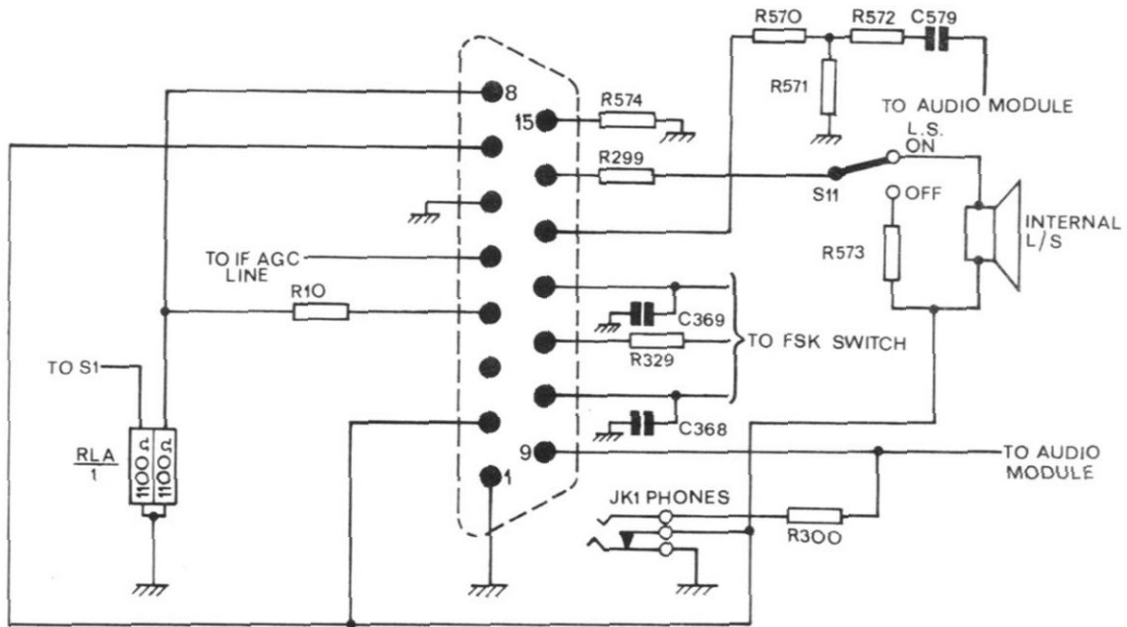 R570
R572
C579
R571
TO AUDIO MODULE
L.S.
ON
8
15
R574
R299
S11
OFF
INTERNAL
L/S
R573
TO IF AGC
LINE
R10
C369
TO FSK SWITCH
R329
C368
TO S1
RLA
1
1100Ω
1100Ω
9
1
TO AUDIO
MODULE
JK1 PHONES
R300